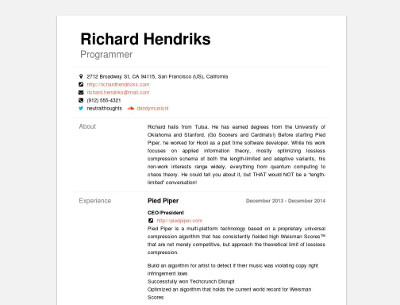 Richard Hendriks
Programmer
2712 Broadway St, CA 94115, San Francisco (US), California
http://richardhendricks.com
richard.hendriks@mail.com
(912) 555-4321
neutralthoughts dandymusicnl
About
Richard hails from Tulsa. He has earned degrees from the University of
Oklahoma and Stanford. (Go Sooners and Cardinals!) Before starting Pied
Piper, he worked for Hooli as a part time software developer. While his work
focuses on applied information theory, mostly optimizing lossless
compression schema of both the length-limited and adaptive variants, his
non-work interests range widely, everything from quantum computing to
chaos theory. He could tell you about it, but THAT would NOT be a "length-
limited" conversation!
Experience
Pied Piper December 2013 - December 2014
CEO/President
http://piedpiper.com
Pied Piper is a multi-platform technology based on a proprietary universal
compression algorithm that has consistently fielded high Weisman Scores™
that are not merely competitive, but approach the theoretical limit of lossless
compression.
Build an algorithm for artist to detect if their music was violating copy right
infringement laws
Successfully won Techcrunch Disrupt
Optimized an algorithm that holds the current world record for Weisman
Scores